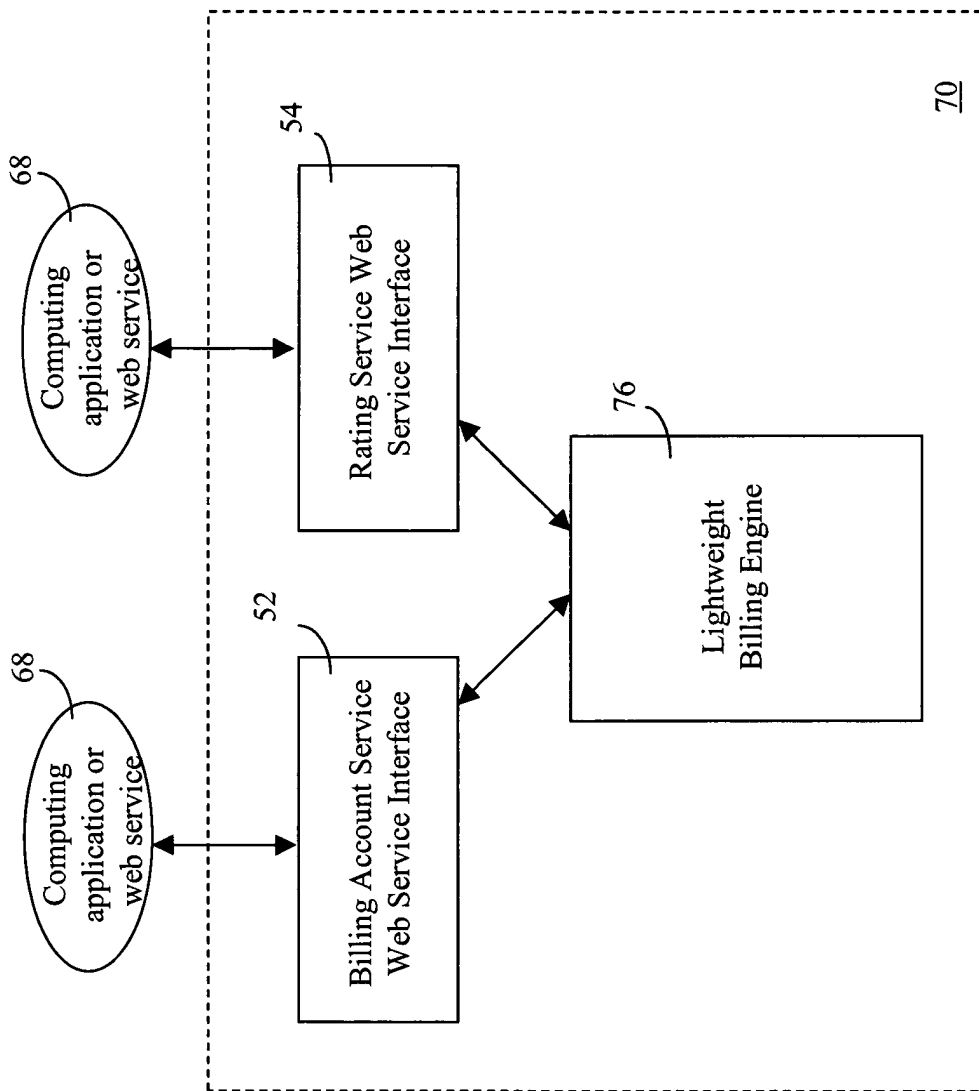 68
Computing
application or
web service
68
Computing
application or
web service
52
Billing Account Service
Web Service Interface
54
Rating Service Web
Service Interface
76
Lightweight
Billing Engine
70